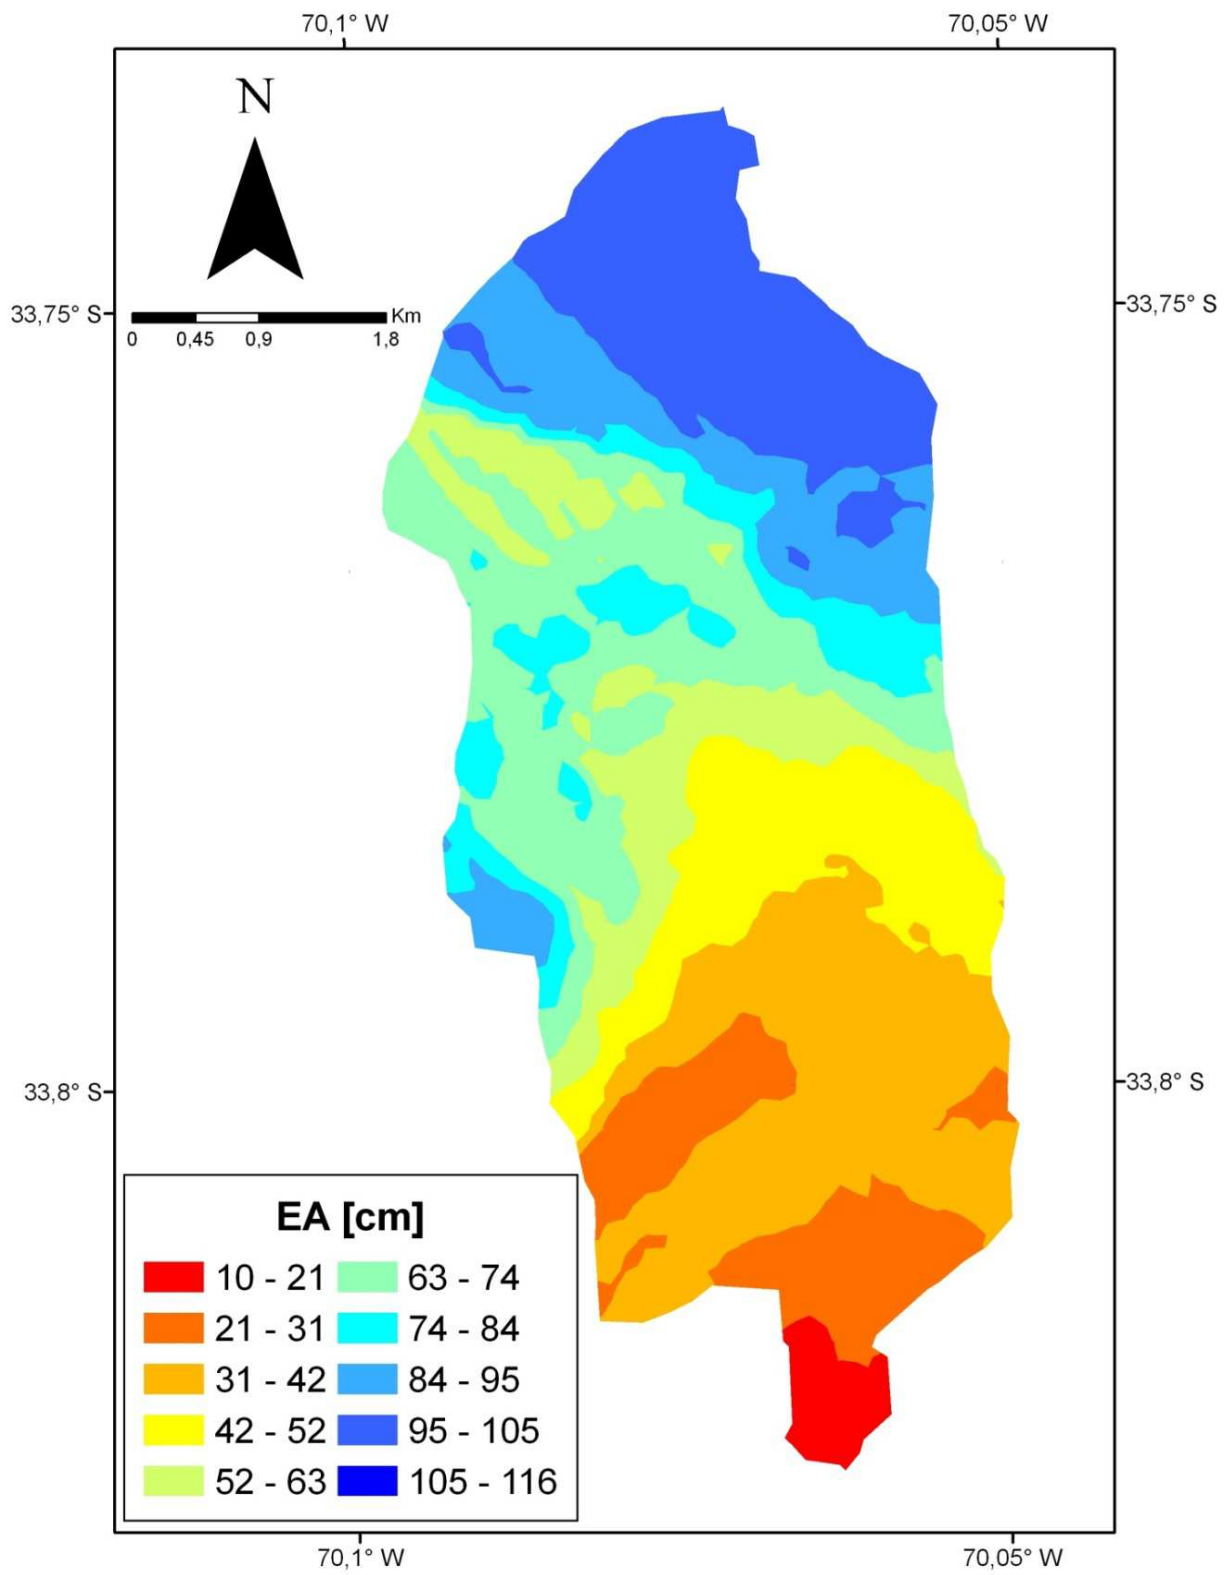 70,1° W 70,05° W
N
33,75° S 33,75° S
Km
0 0,45 0,9 1,8
33,8° S 33,8° S
EA [cm]
10 - 21 63 - 74
21 - 31 74 - 84
31 - 42 84 - 95
42 - 52 95 - 105
52 - 63 105 - 116
70,1° W 70,05° W